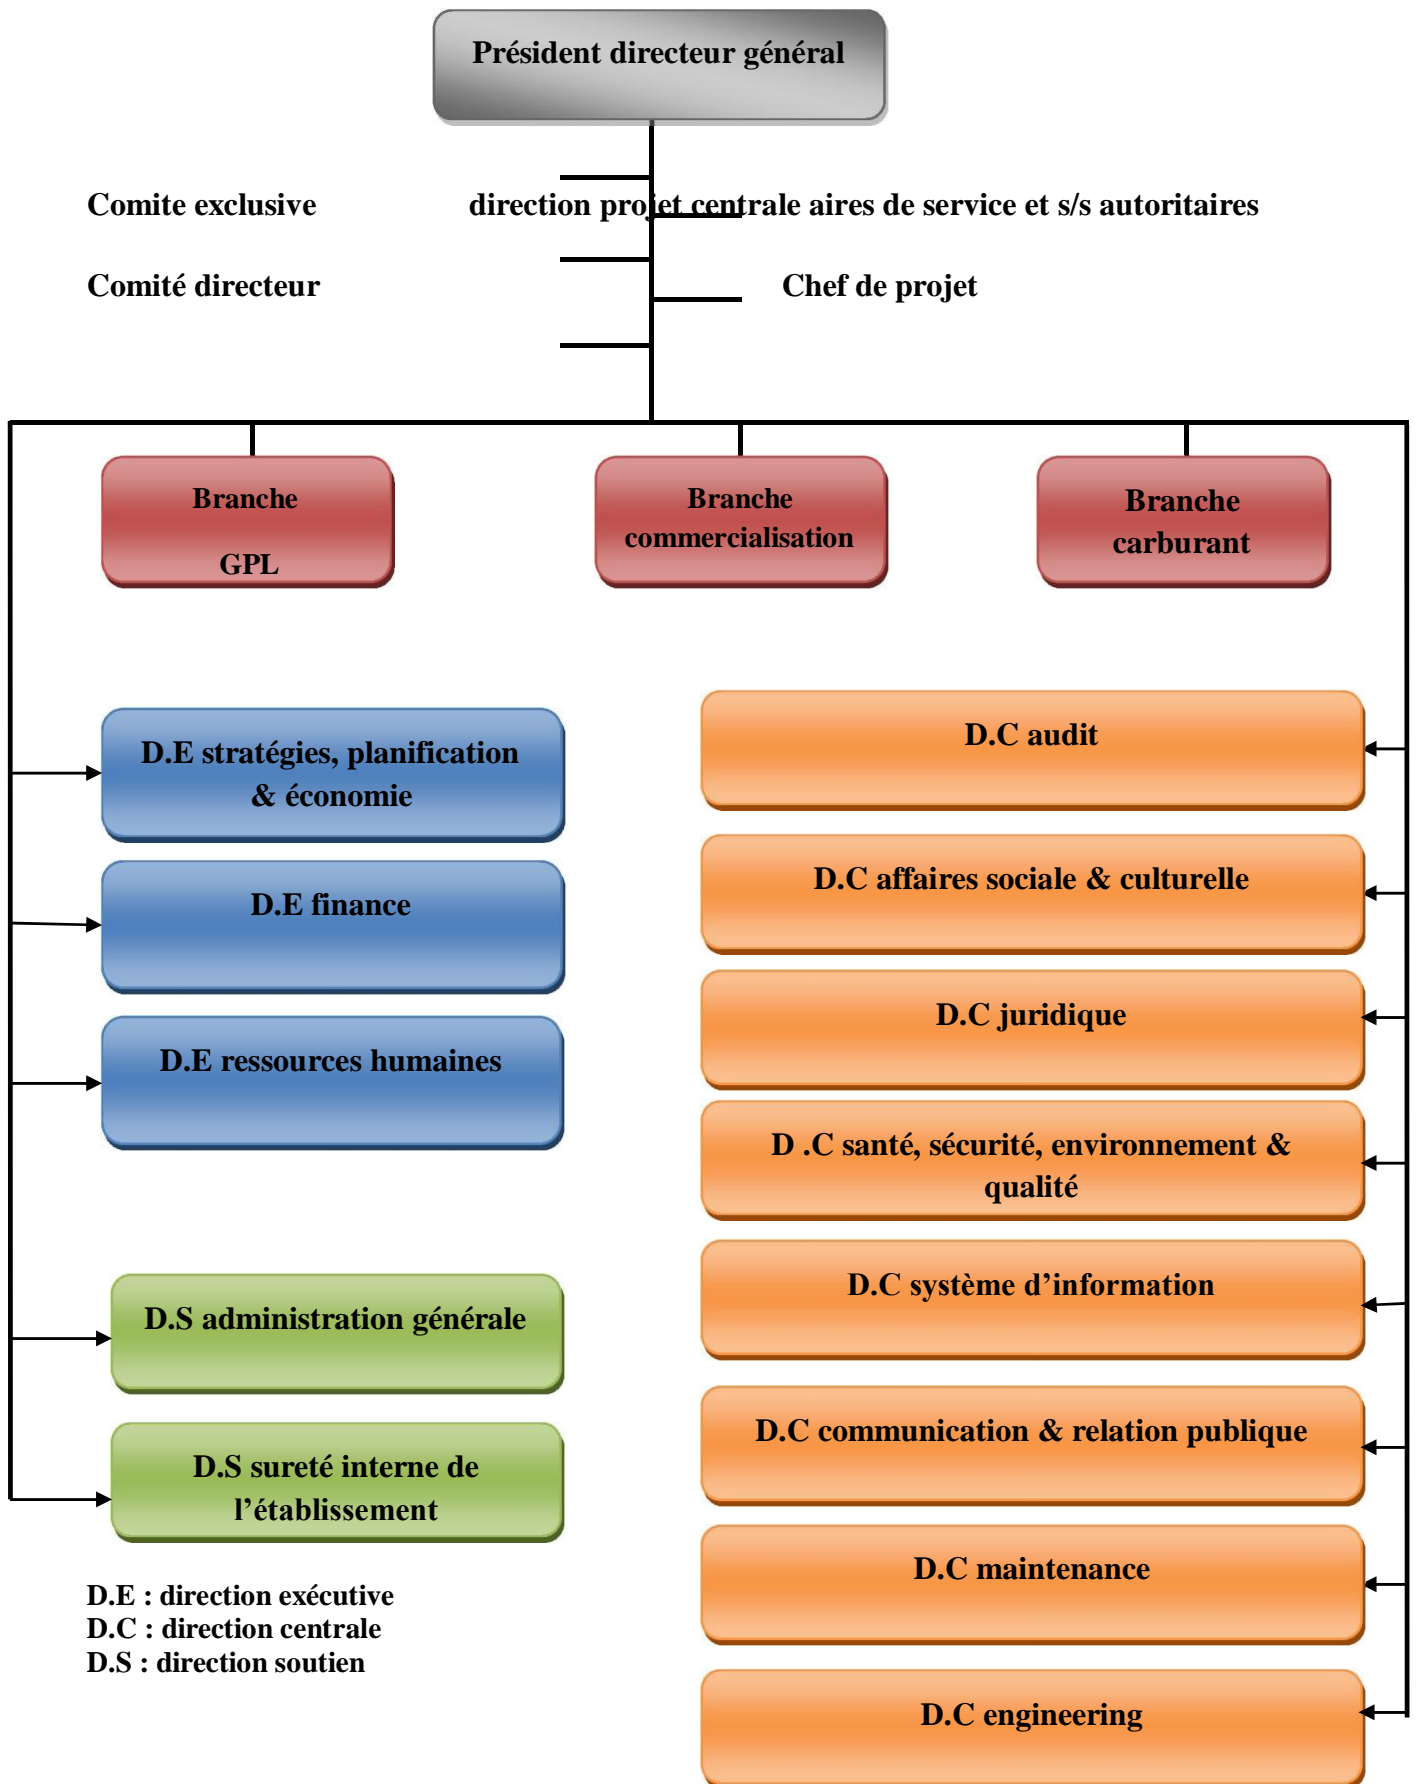 Président directeur général
Comite exclusive direction projet centrale aires de service et s/s autoritaires
Comité directeur Chef de projet
Branche
GPL
Branche
commercialisation
Branche
carburant
D.E stratégies, planification
& économie
D.E finance
D.E ressources humaines
D.S administration générale
D.S sureté interne de
l’établissement
D.E : direction exécutive
D.C : direction centrale
D.S : direction soutien
D.C audit
D.C affaires sociale & culturelle
D.C juridique
D .C santé, sécurité, environnement &
qualité
D.C système d’information
D.C communication & relation publique
D.C maintenance
D.C engineering